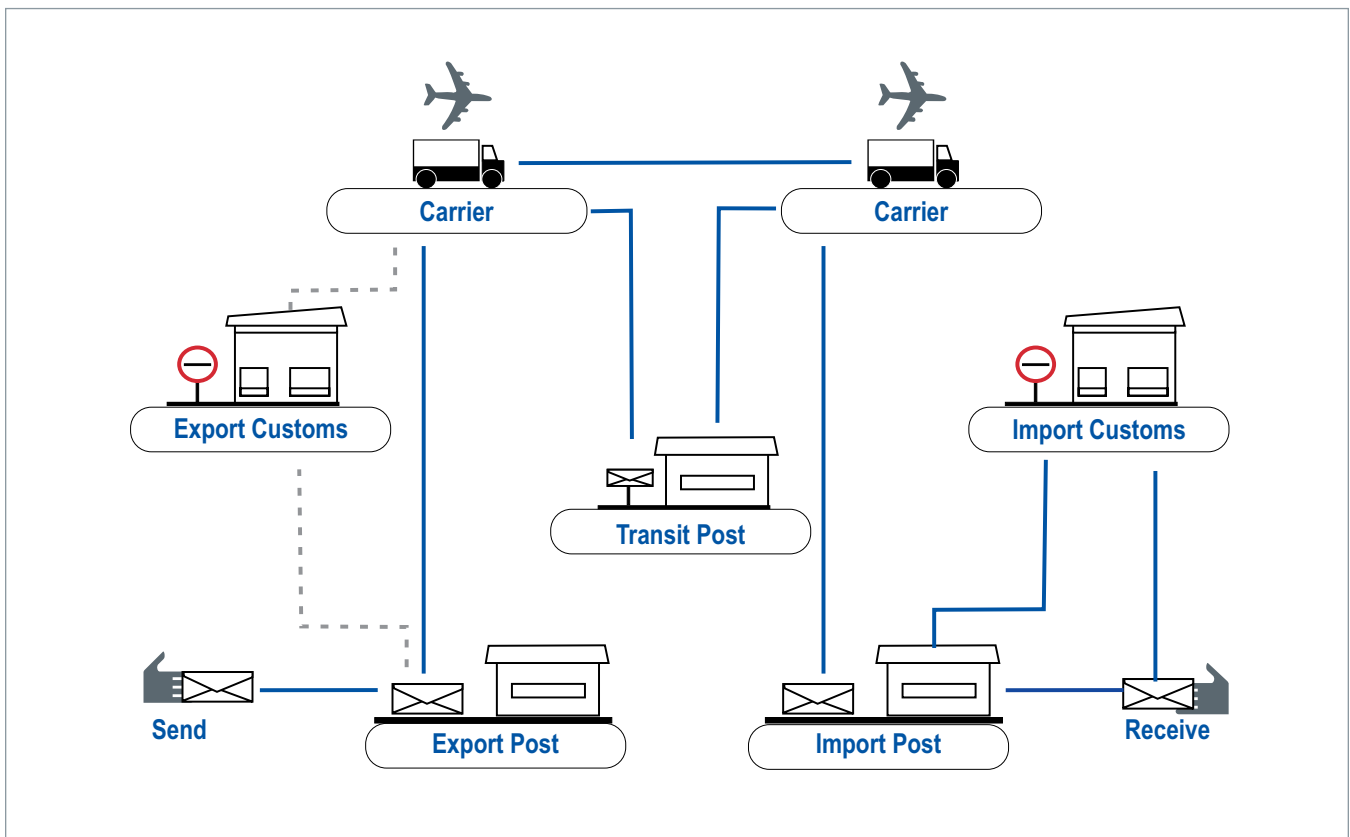 Carrier
Carrier
Export Customs
Import Customs
Transit Post
Send
Export Post
Import Post
Receive